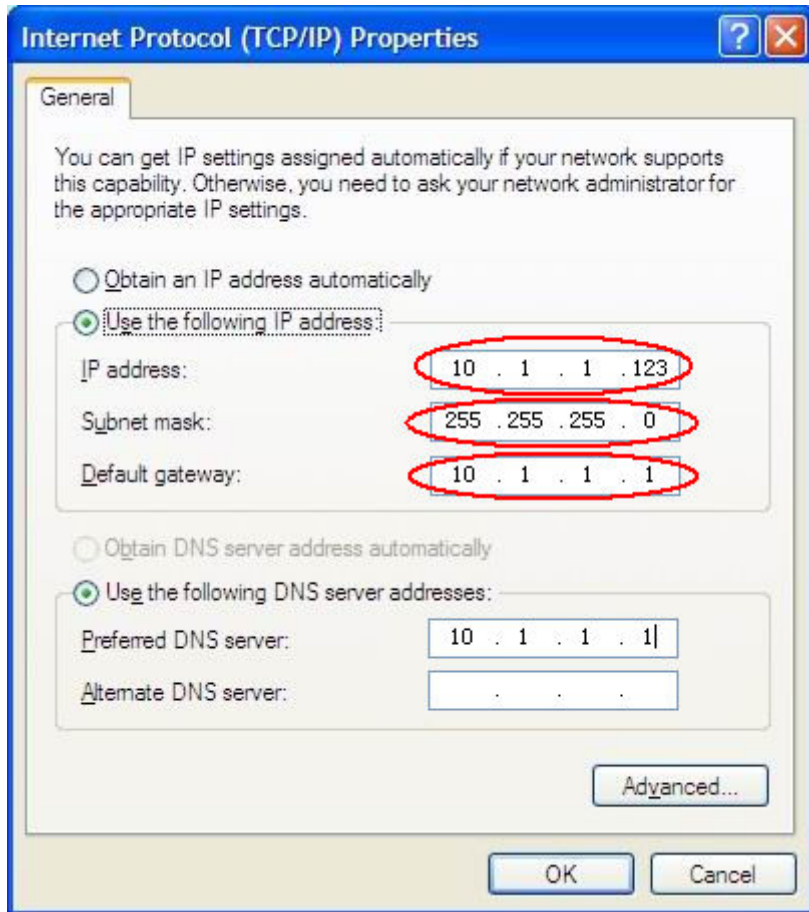 Internet Protocol (TCP/IP) Properties
General
You can get IP settings assigned automatically if your network supports
this capability. Otherwise, you need to ask your network administrator for
the appropriate IP settings.
Obtain an IP address automatically
Use the following IP address:
IP address: 10 . 1 . 1 .123
Subnet mask: 255 .255 .255 . 0
Default gateway: 10 . 1 . 1 . 1
Obtain DNS server address automatically
Use the following DNS server addresses:
Preferred DNS server: 10 . 1 . 1 . 1
Alternate DNS server: . . .
Advanced...
OK Cancel